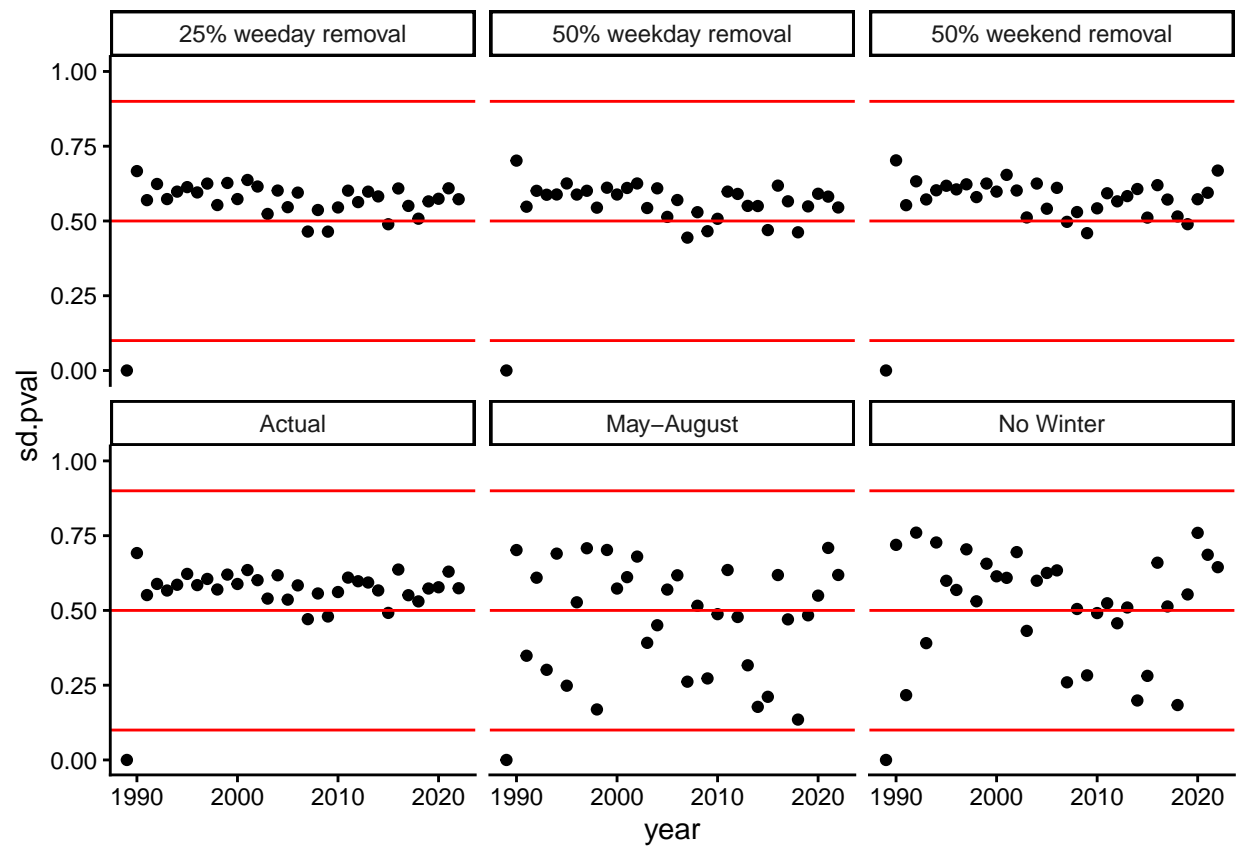 25% weeday removal
50% weekday removal
50% weekend removal
1.00
0.75
0.50
0.25
0.00
sd.pval
Actual
May−August
No Winter
1.00
0.75
0.50
0.25
0.00
1990 2000 2010 2020
1990 2000 2010 2020
1990 2000 2010 2020
year